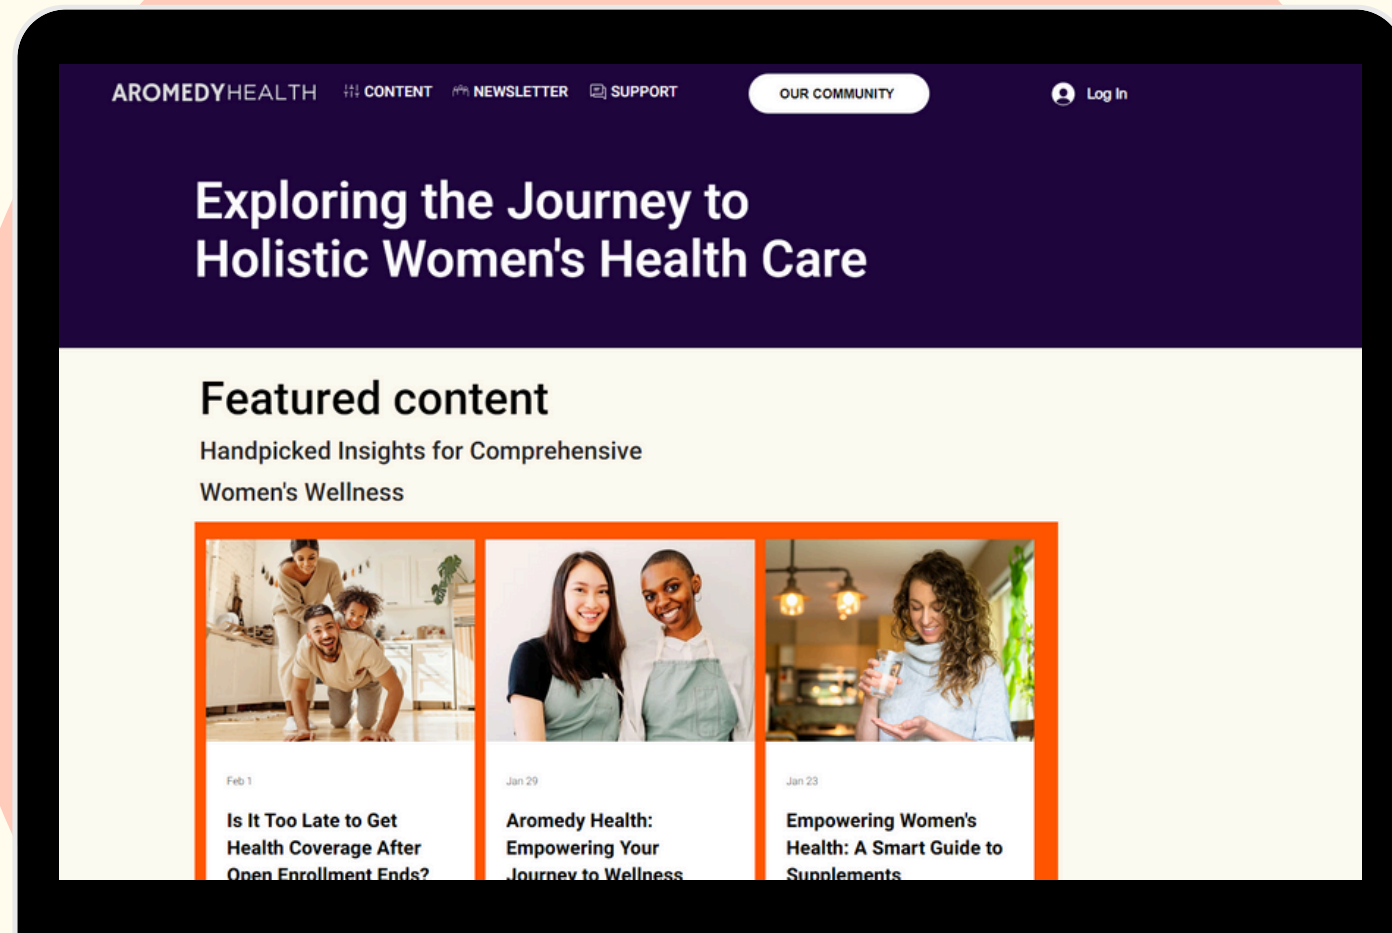 AROMEDYHEALTH CONTENT NEWSLETTER SUPPORT OUR COMMUNITY Log In
Exploring the Journey to
Holistic Women's Health Care
Featured content
Handpicked Insights for Comprehensive
Women's Wellness
Feb 1
Is It Too Late to Get
Health Coverage After
Open Enrollment Ends?
Jan 29
Aromedy Health:
Empowering Your
Journey to Wellness
Jan 23
Empowering Women's
Health: A Smart Guide to
Supplements